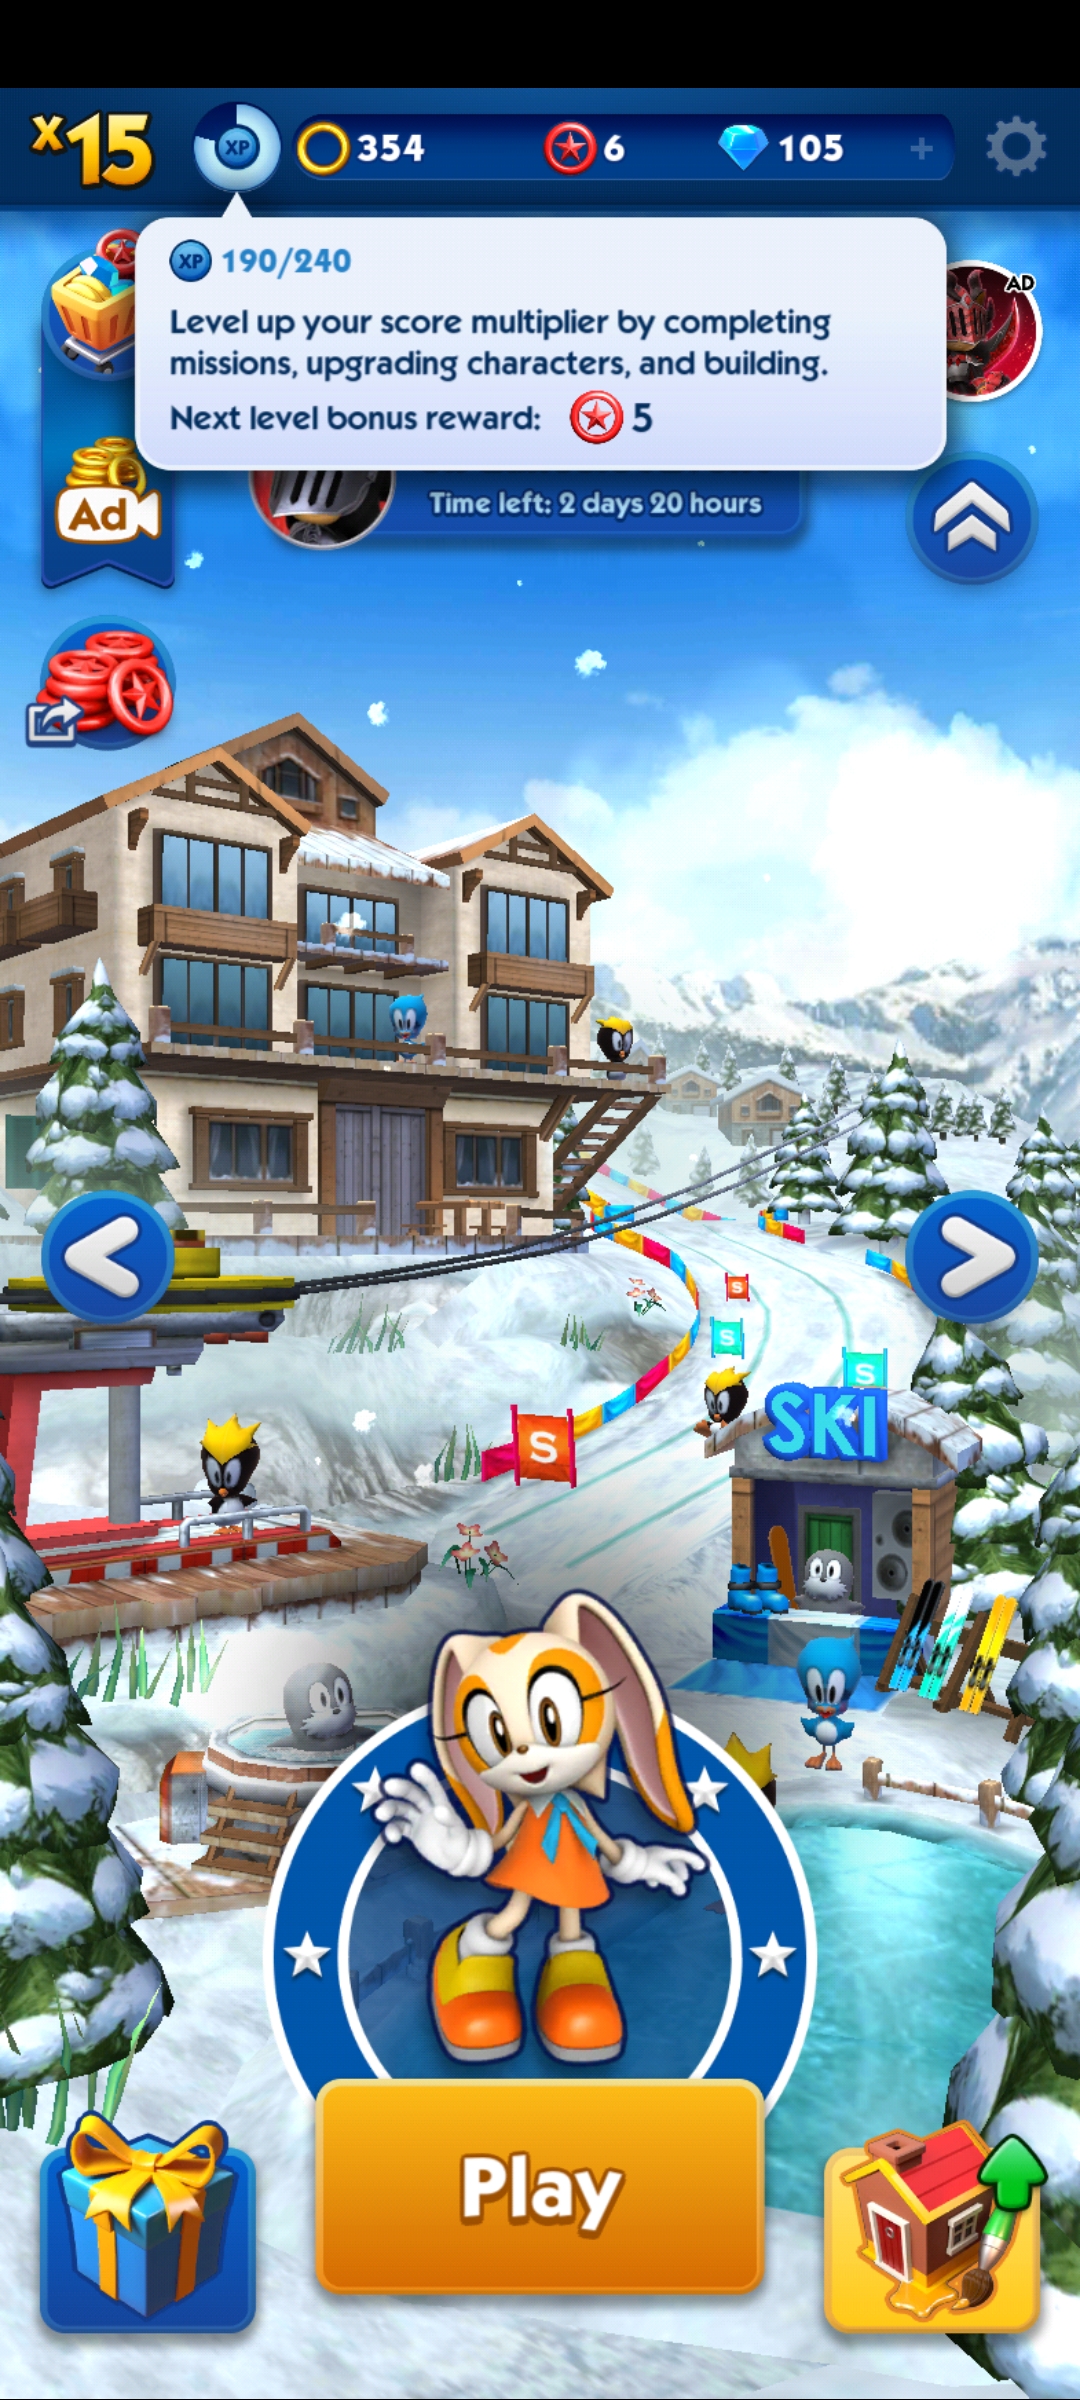 x15
XP
354
6
105
+
XP 190/240
Level up your score multiplier by completing
missions, upgrading characters, and building.
Next level bonus reward: 5
AD
Ad
Time left: 2 days 20 hours
S
S
S
S
SKI
Play